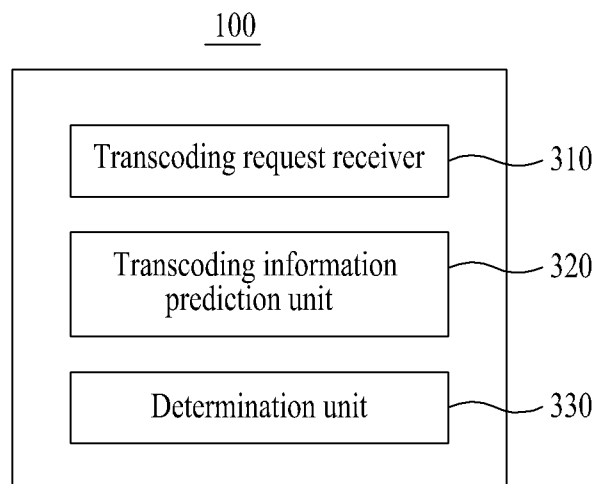 100
Transcoding request receiver
310
Transcoding information
prediction unit
320
Determination unit
330